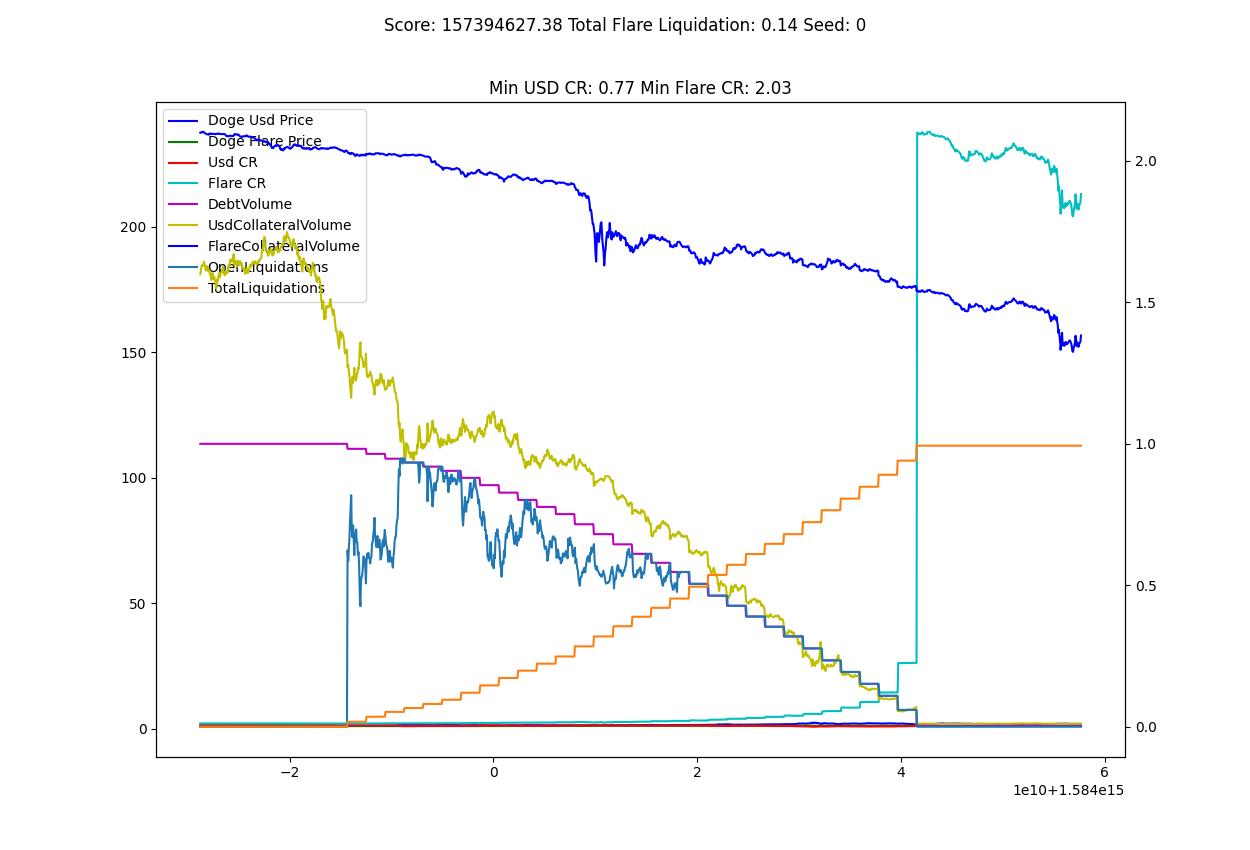 Score: 157394627.38 Total Flare Liquidation: 0.14 Seed: 0
Min USD CR: 0.77 Min Flare CR: 2.03
Doge Usd Price
Doge Flare Price
Usd CR
Flare CR
DebtVolume
UsdCollateralVolume
FlareCollateralVolume
OpenLiquidations
TotalLiquidations
200
150
100
50
0
2.0
1.5
1.0
0.5
0.0
−2
0
2
4
6
1e10+1.584e15